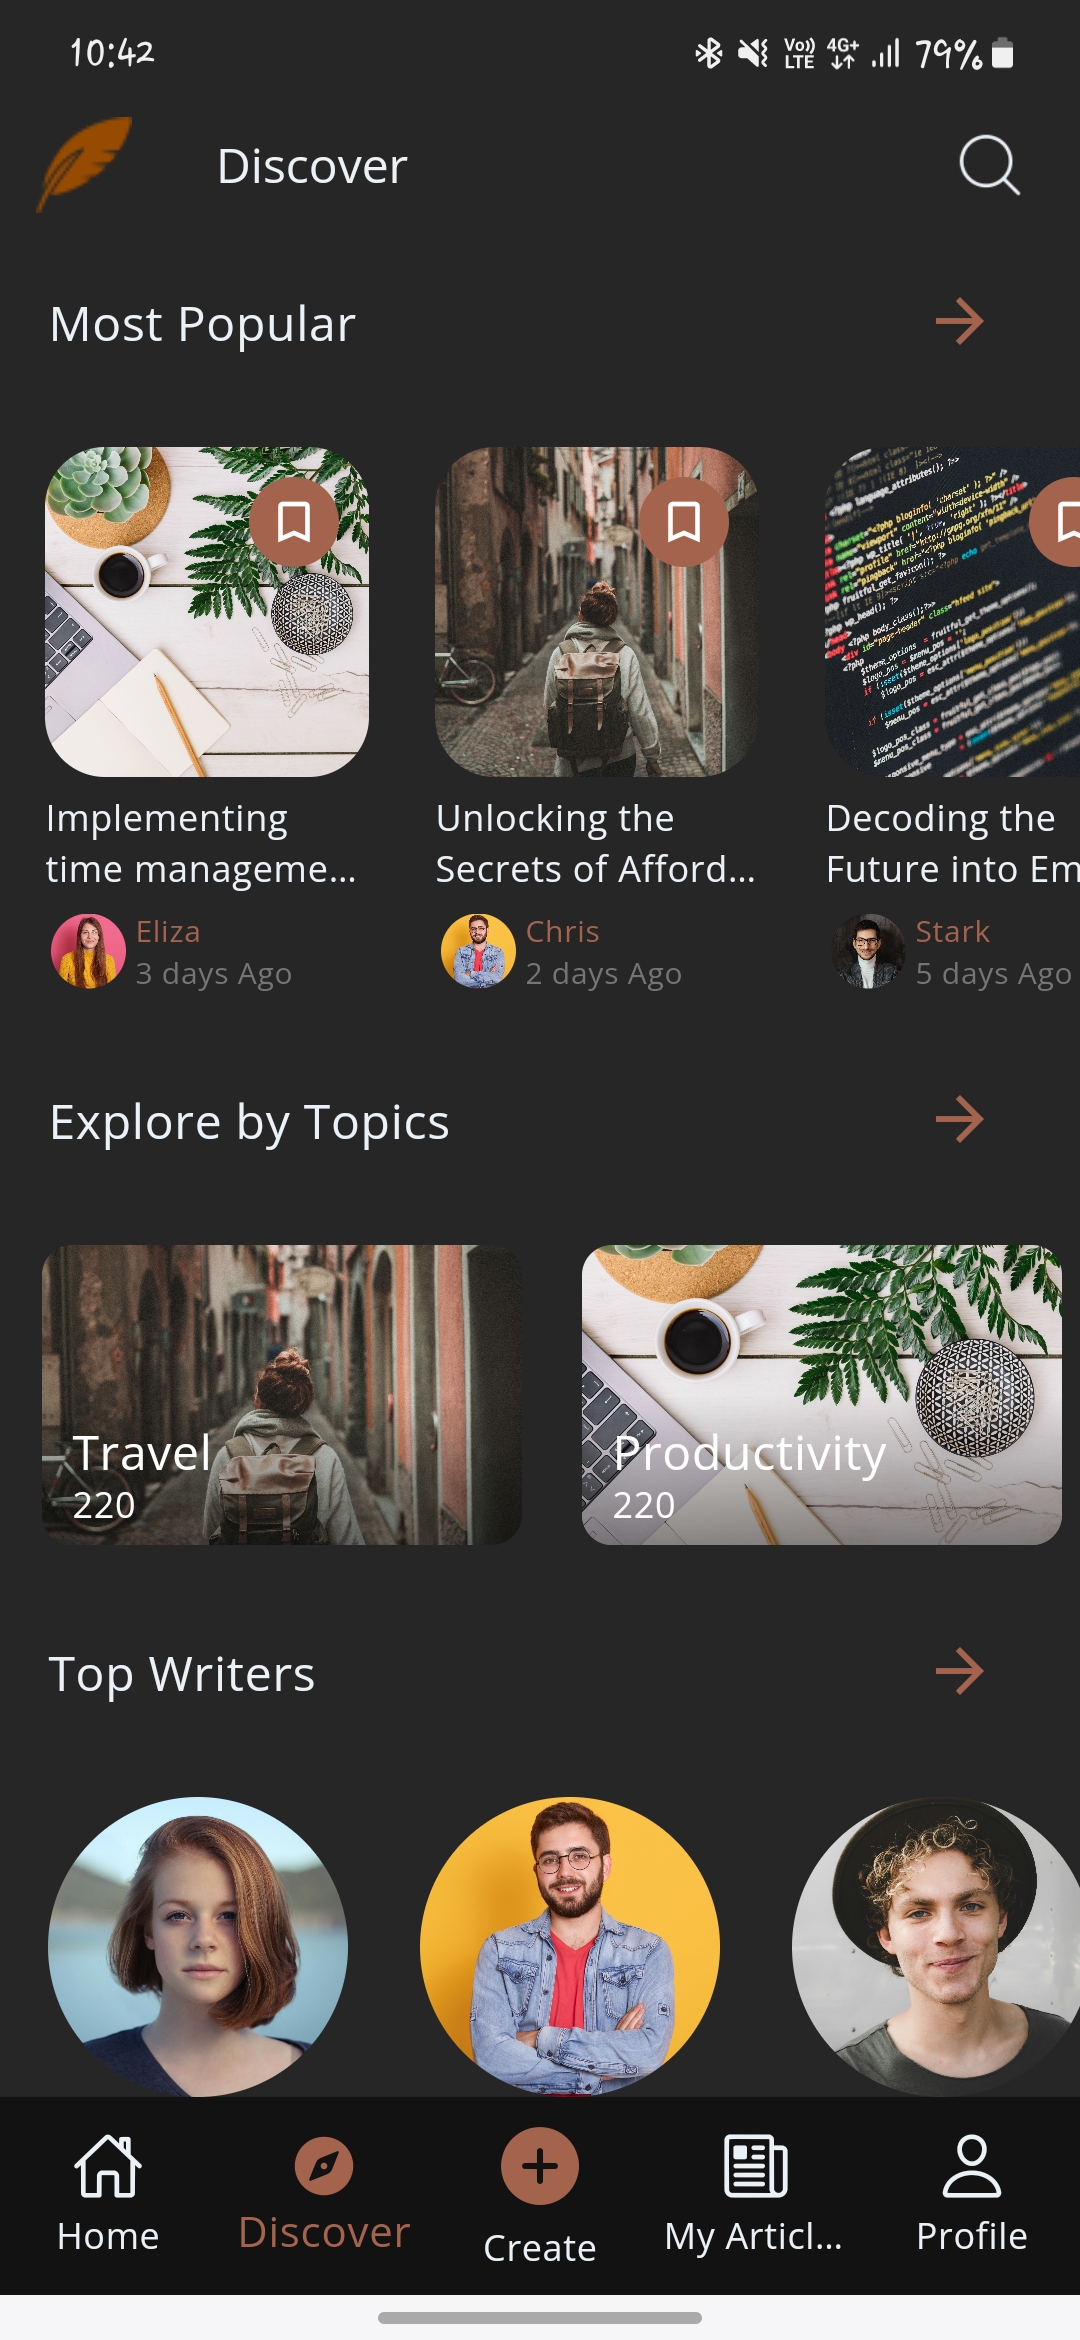 10:42
Vo)) LTE 4G+ 79%
Discover
Most Popular
Implementing
time manageme...
Eliza
3 days Ago
Unlocking the
Secrets of Afford...
Chris
2 days Ago
Decoding the
Future into Em
Stark
5 days Ago
Explore by Topics
Travel
220
Productivity
220
Top Writers
Home
Discover
Create
My Articl...
Profile